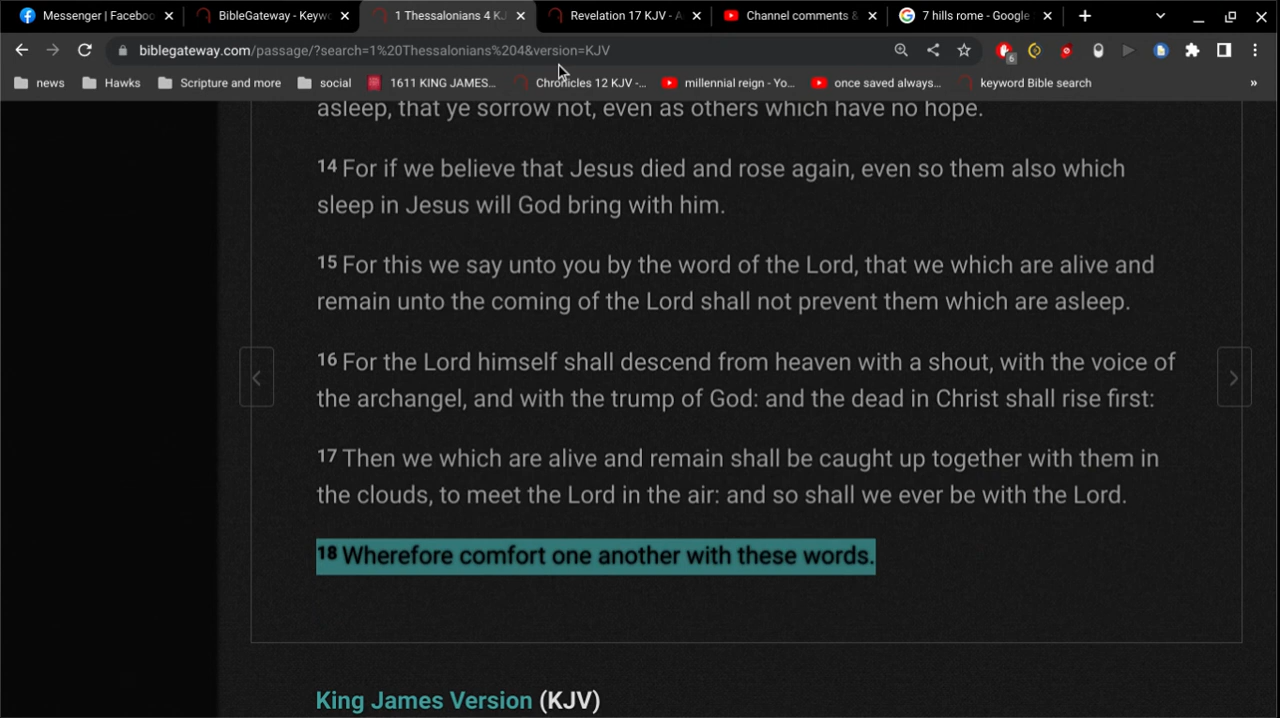 Messenger | Faceboo
BibleGateway - Keyw
1 Thessalonians 4 KJ
Revelation 17 KJV - A
Channel comments &
7 hills rome - Google
biblegateway.com/passage/?search=1%20Thessalonians%204&version=KJV
6
news
Hawks
Scripture and more
social
1611 KING JAMES...
Chronicles 12 KJV -...
millennial reign - Yo...
once saved always...
keyword Bible search
»
asleep, that ye sorrow not, even as others which have no hope.
14 For if we believe that Jesus died and rose again, even so them also which
sleep in Jesus will God bring with him.
15 For this we say unto you by the word of the Lord, that we which are alive and
remain unto the coming of the Lord shall not prevent them which are asleep.
16 For the Lord himself shall descend from heaven with a shout, with the voice of
the archangel, and with the trump of God: and the dead in Christ shall rise first:
17 Then we which are alive and remain shall be caught up together with them in
the clouds, to meet the Lord in the air: and so shall we ever be with the Lord.
18 Wherefore comfort one another with these words.
King James Version (KJV)